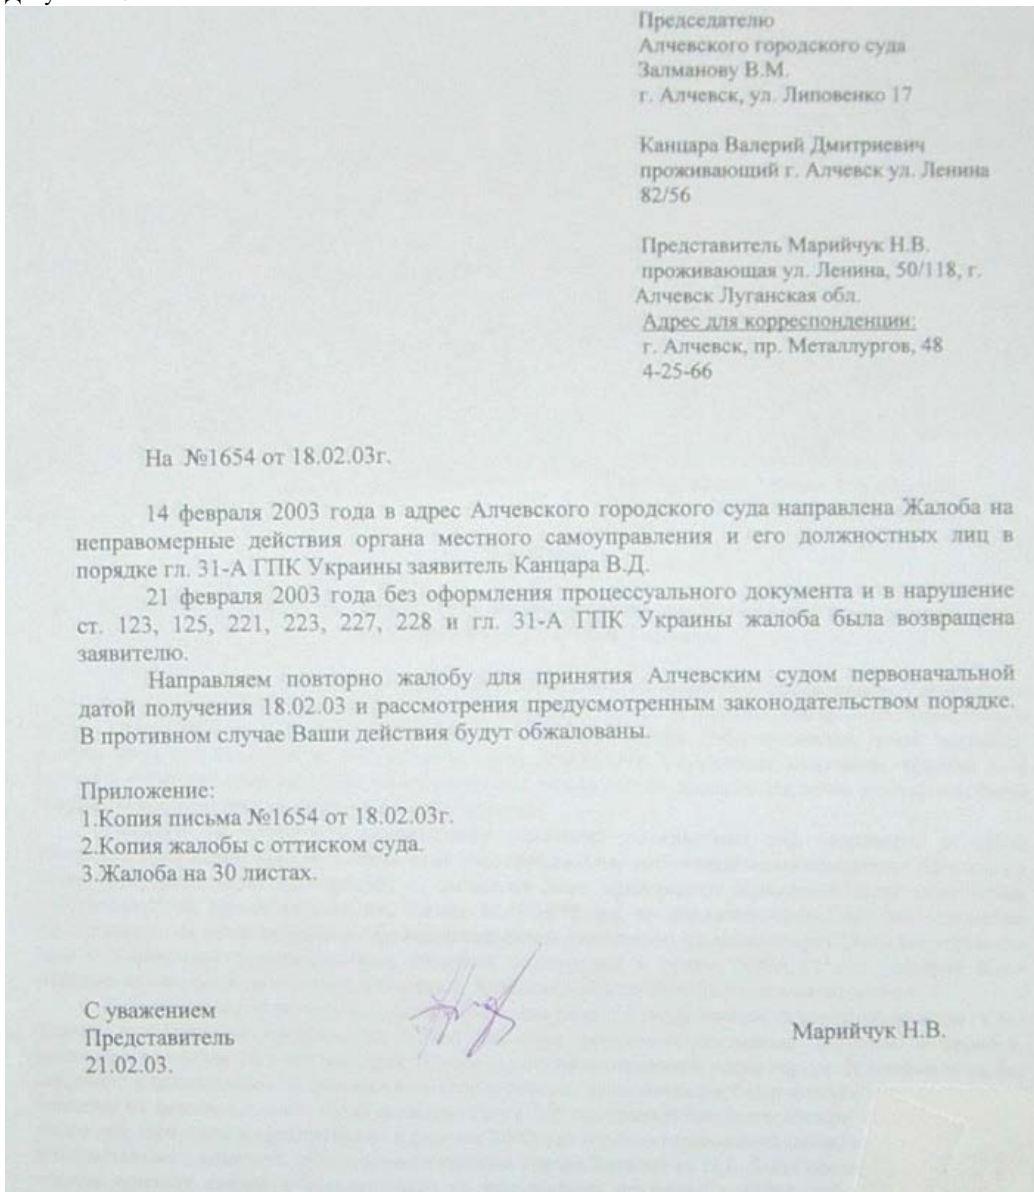 Председателю
Алчевского городского суда
Залманову В.М.
г. Алчевск, ул. Липовенко 17
Канцара Валерий Дмитриевич
проживающий г. Алчевск ул. Ленина
82/56
Представитель Марийчук Н.В.
проживающая ул. Ленина, 50/118, г.
Алчевск Луганская обл.
Адрес для корреспонденции:
г. Алчевск, пр. Металлургов, 48
4-25-66
На №1654 от 18.02.03г.
14 февраля 2003 года в адрес Алчевского городского суда направлена Жалоба на
неправомерные действия органа местного самоуправления и его должностных лиц в
порядке гл. 31-А ГПК Украины заявитель Канцара В.Д.
21 февраля 2003 года без оформления процессуального документа и в нарушение
ст. 123, 125, 221, 223, 227, 228 и гл. 31-А ГПК Украины жалоба была возвращена
заявителю.
Направляем повторно жалобу для принятия Алчевским судом первоначальной
датой получения 18.02.03 и рассмотрения предусмотренным законодательством порядке.
В противном случае Ваши действия будут обжалованы.
Приложение:
1.Копия письма №1654 от 18.02.03г.
2.Копия жалобы с оттиском суда.
3.Жалоба на 30 листах.
С уважением
Представитель
Марийчук Н.В.
21.02.03.